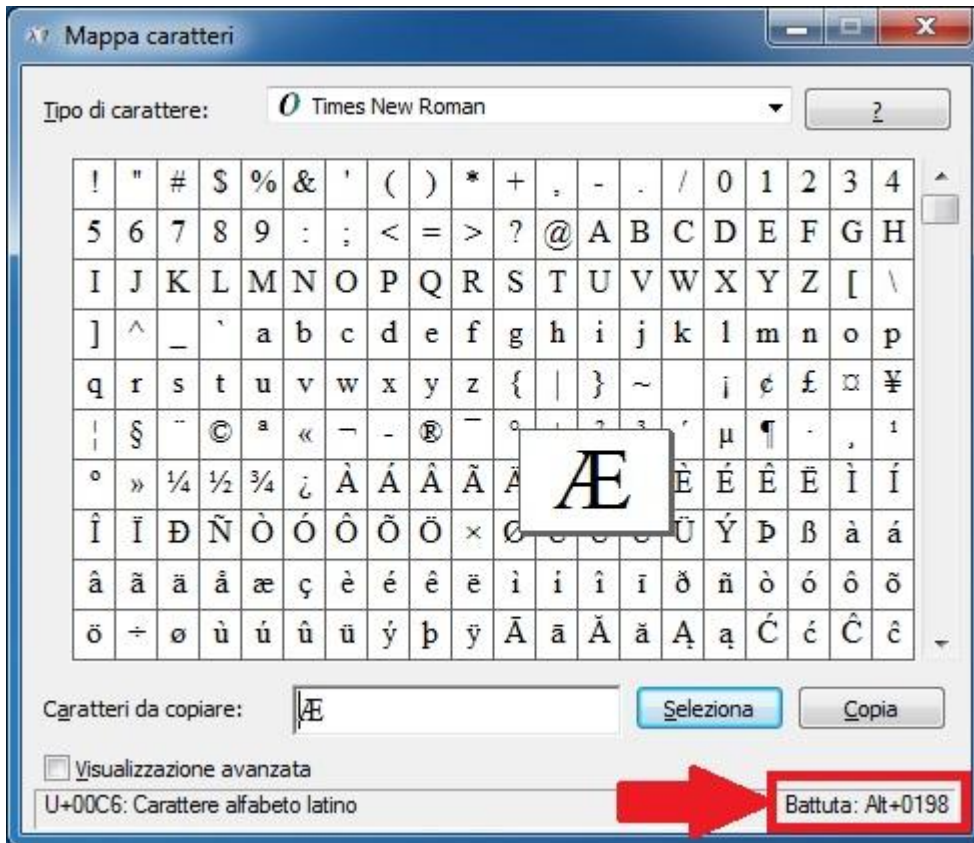 Mappa caratteri
Tipo di carattere: Times New Roman ?
! " # $ % & ' ( ) * + , - . / 0 1 2 3 4
5 6 7 8 9 : ; < = > ? @ A B C D E F G H
I J K L M N O P Q R S T U V W X Y Z [ \
] ^ _ ` a b c d e f g h i j k l m n o p
q r s t u v w x y z { | } ~ ¡ ¢ £ ¤ ¥
¦ § ¨ © ª « ¬ - ® ¯ ´ µ ¶ · ¸ ¹
º » ¼ ½ ¾ ¿ À Á Â Ã Æ È É Ê Ë Ì Í
Î Ï Ð Ñ Ò Ó Ô Õ Ö × Ü Ý Þ ß à á
â ã ä å æ ç è é ê ë ì í î ï ð ñ ò ó ô õ
ö ÷ ø ù ú û ü ý þ ÿ Ā ā Ă ă Ą ą Ć ć Ĉ ĉ
Caratteri da copiare: Æ Seleziona Copia
Visualizzazione avanzata
U+00C6: Carattere alfabeto latino Battuta: Alt+0198